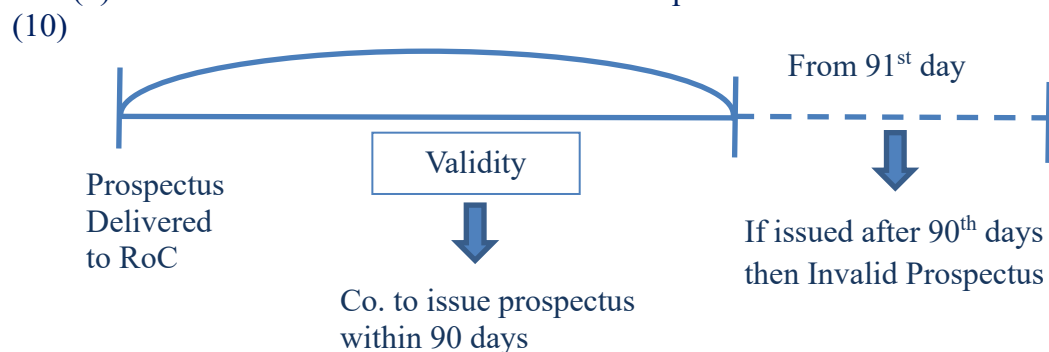 (10)
From 91st day
Validity
Prospectus
Delivered
to RoC
If issued after 90th days
then Invalid Prospectus
Co. to issue prospectus
within 90 days